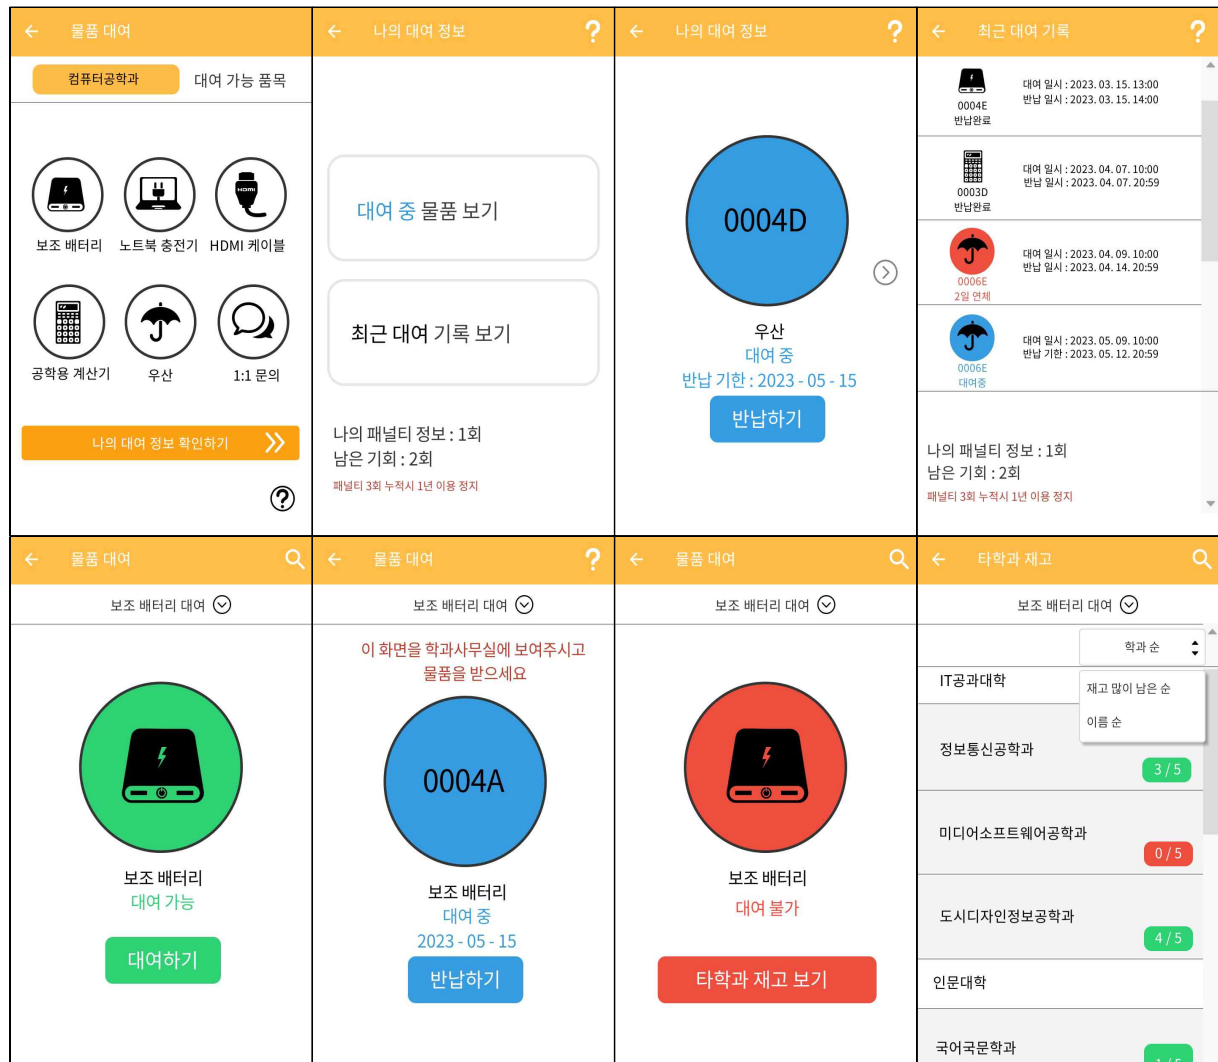 물품 대여
컴퓨터공학과
대여 가능 품목
보조 배터리
노트북 충전기
HDMI
HDMI 케이블
공학용 계산기
우산
1:1 문의
나의 대여 정보 확인하기
?
나의 대여 정보
?
대여 중 물품 보기
최근 대여 기록 보기
나의 패널티 정보 : 1회
남은 기회 : 2회
패널티 3회 누적시 1년 이용 정지
나의 대여 정보
?
0004D
우산
대여 중
반납 기한 : 2023 - 05 - 15
반납하기
최근 대여 기록
?
0004E
반납완료
대여 일시 : 2023. 03. 15. 13:00
반납 일시 : 2023. 03. 15. 14:00
0003D
반납완료
대여 일시 : 2023. 04. 07. 10:00
반납 일시 : 2023. 04. 07. 20:59
0006E
2일 연체
대여 일시 : 2023. 04. 09. 10:00
반납 일시 : 2023. 04. 14. 20:59
0006E
대여중
대여 일시 : 2023. 05. 09. 10:00
반납 기한 : 2023. 05. 12. 20:59
나의 패널티 정보 : 1회
남은 기회 : 2회
패널티 3회 누적시 1년 이용 정지
물품 대여
보조 배터리 대여
보조 배터리
대여 가능
대여하기
물품 대여
?
보조 배터리 대여
이 화면을 학과사무실에 보여주시고
물품을 받으세요
0004A
보조 배터리
대여 중
2023 - 05 - 15
반납하기
물품 대여
보조 배터리 대여
보조 배터리
대여 불가
타학과 재고 보기
타학과 재고
보조 배터리 대여
학과 순
재고 많이 남은 순
이름 순
IT공과대학
정보통신공학과
3 / 5
미디어소프트웨어공학과
0 / 5
도시디자인정보공학과
4 / 5
인문대학
국어국문학과